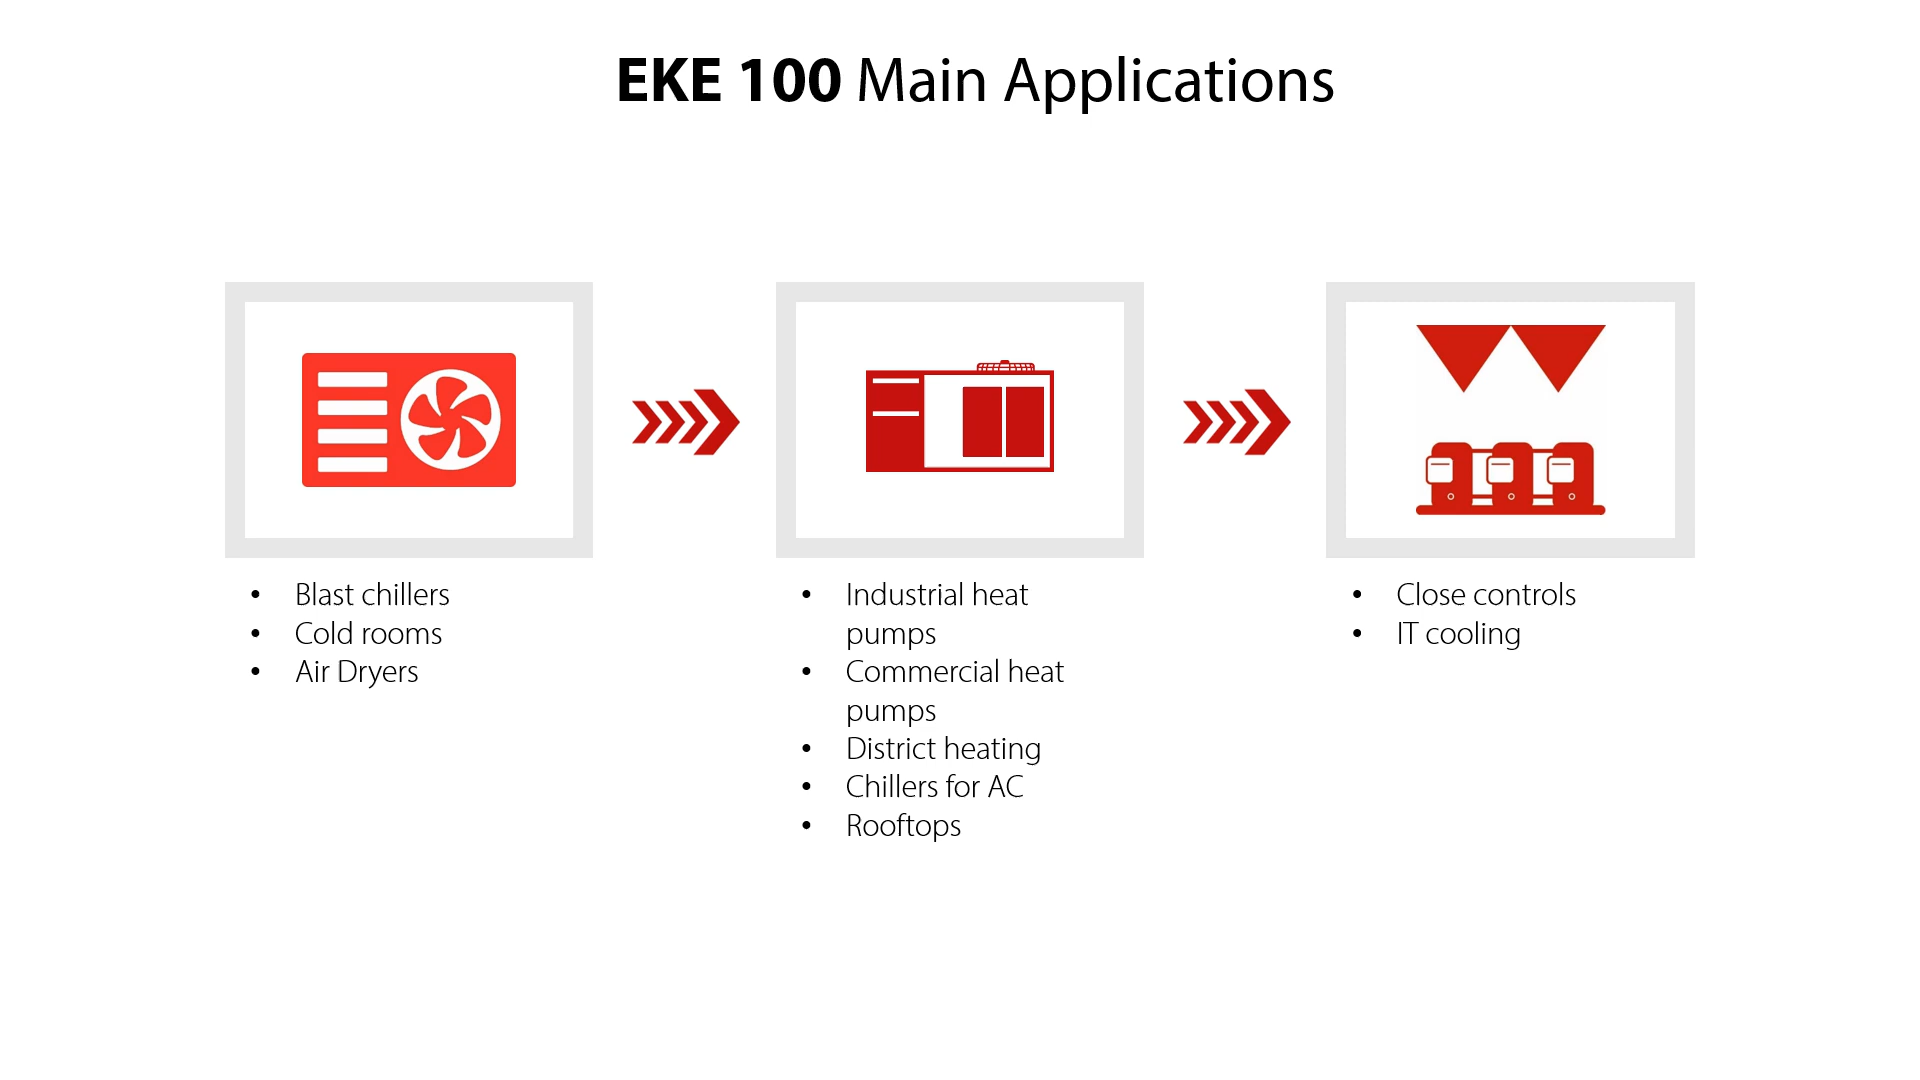 EKE 100 Main Applications
• Blast chillers
• Cold rooms
• Air Dryers
• Industrial heat
pumps
• Commercial heat
pumps
• District heating
• Chillers for AC
• Rooftops
• Close controls
• IT cooling